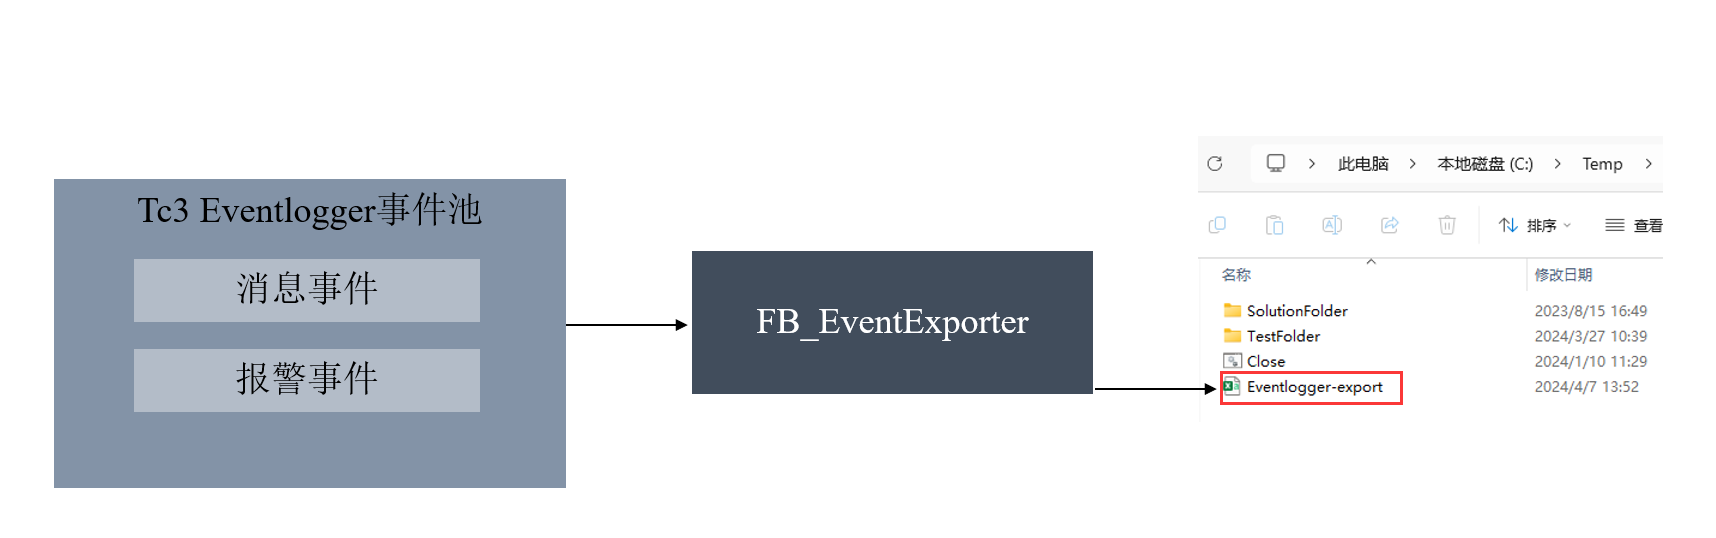 Tc3 Eventlogger事件池
消息事件
报警事件
FB_EventExporter
此电脑 本地磁盘 (C:) Temp
排序 查看
名称 修改日期
SolutionFolder 2023/8/15 16:49
TestFolder 2024/3/27 10:39
Close 2024/1/10 11:29
Eventlogger-export 2024/4/7 13:52